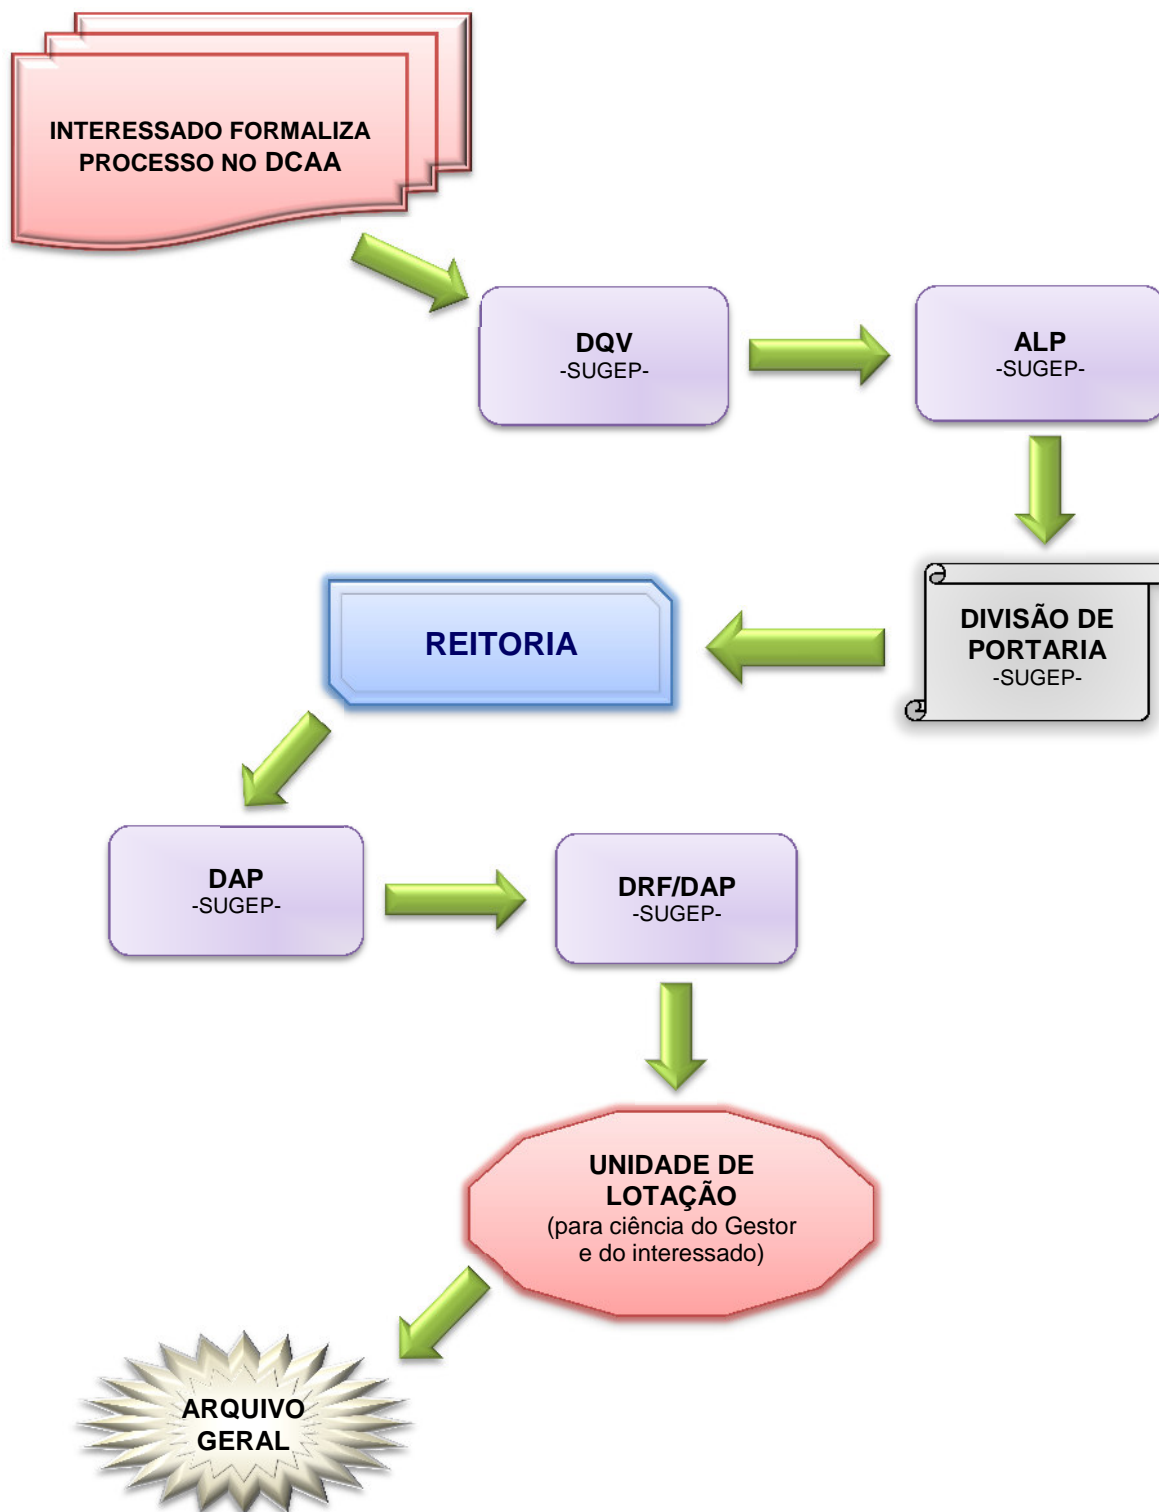 INTERESSADO FORMALIZA
PROCESSO NO DCAA
DQV
-SUGEP-
ALP
-SUGEP-
DIVISÃO DE
PORTARIA
-SUGEP-
REITORIA
DAP
-SUGEP-
DRF/DAP
-SUGEP-
UNIDADE DE
LOTAÇÃO
(para ciência do Gestor
e do interessado)
ARQUIVO
GERAL